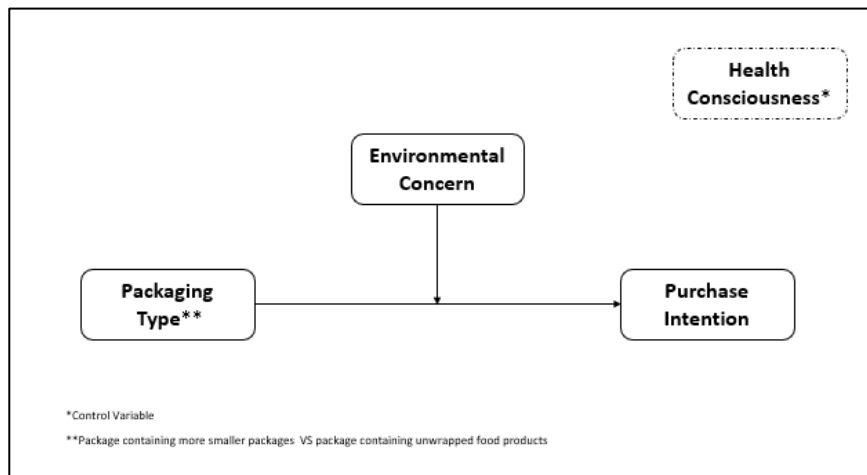 Health
Consciousness*
Environmental
Concern
Packaging
Type**
Purchase
Intention
*Control Variable
**Package containing more smaller packages VS package containing unwrapped food products